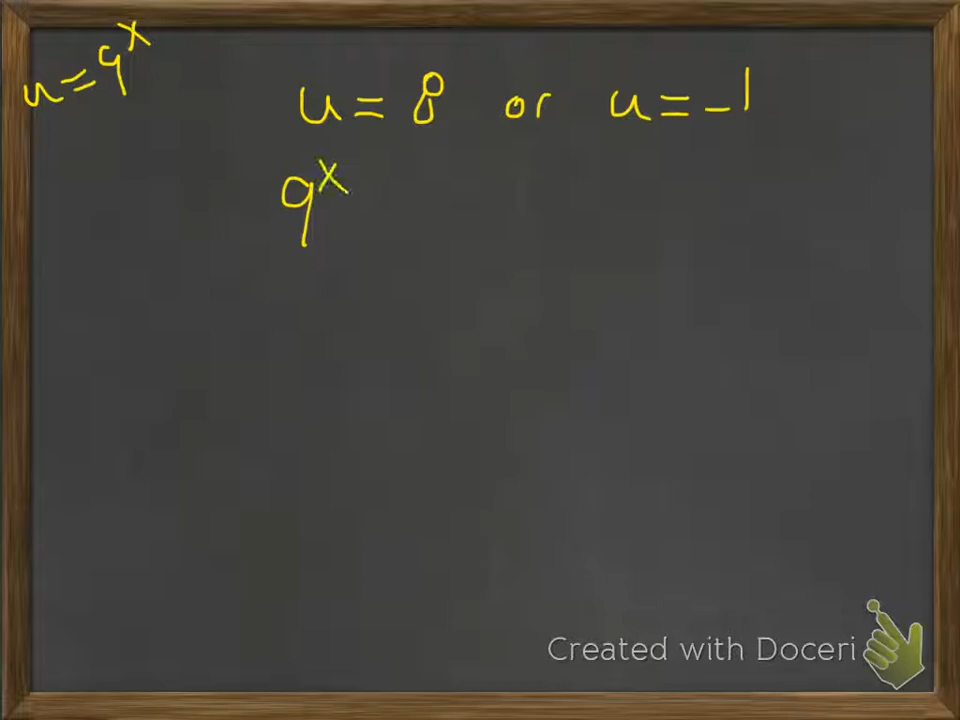 u=9^x
u = 8 or u = -1
9^x
Created with Doceri